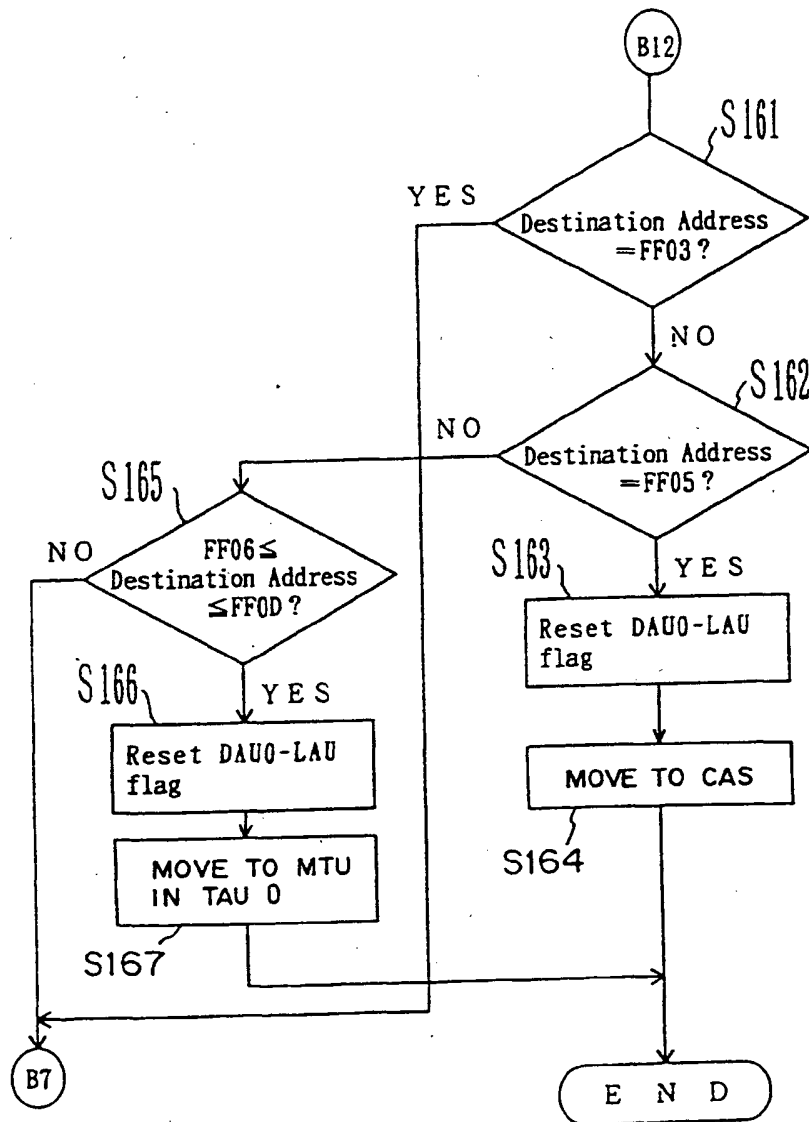 B12
S161
YES
Destination Address
=FF03?
NO
S162
NO
Destination Address
=FF05?
S165
NO
FF06≦
Destination Address
≦FF0D?
S163
YES
Reset DAU0-LAU
flag
S166
YES
Reset DAU0-LAU
flag
MOVE TO CAS
S164
MOVE TO MTU
IN TAU 0
S167
B7
END